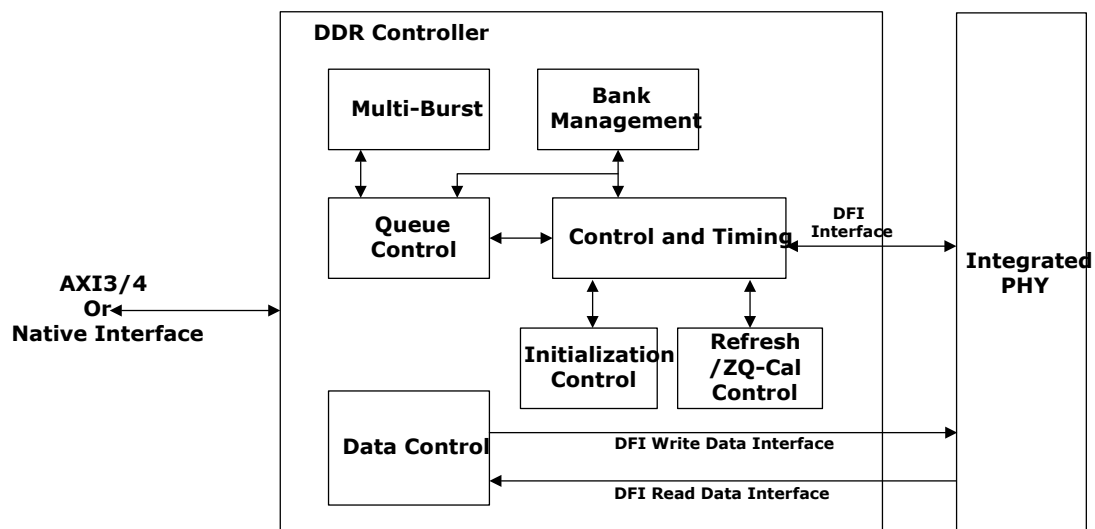 DDR Controller
Multi-Burst
Bank
Management
Queue
Control
Control and Timing
DFI
Interface
Integrated
PHY
AXI3/4
Or
Native Interface
Initialization
Control
Refresh
/ZQ-Cal
Control
Data Control
DFI Write Data Interface
DFI Read Data Interface